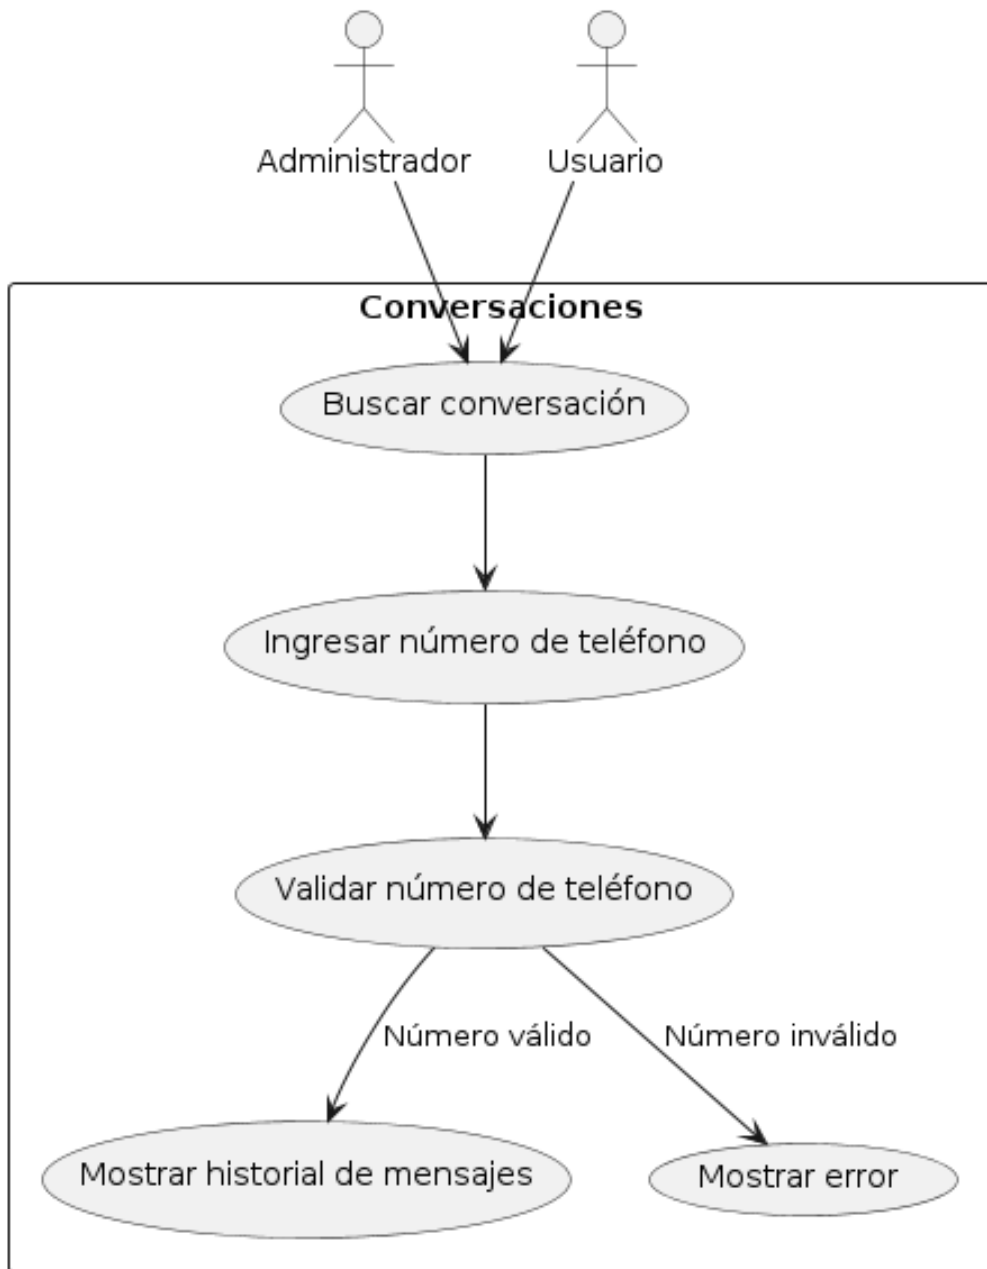 Administrador
Usuario
Conversaciones
Buscar conversación
Ingresar número de teléfono
Validar número de teléfono
Número válido
Número inválido
Mostrar historial de mensajes
Mostrar error